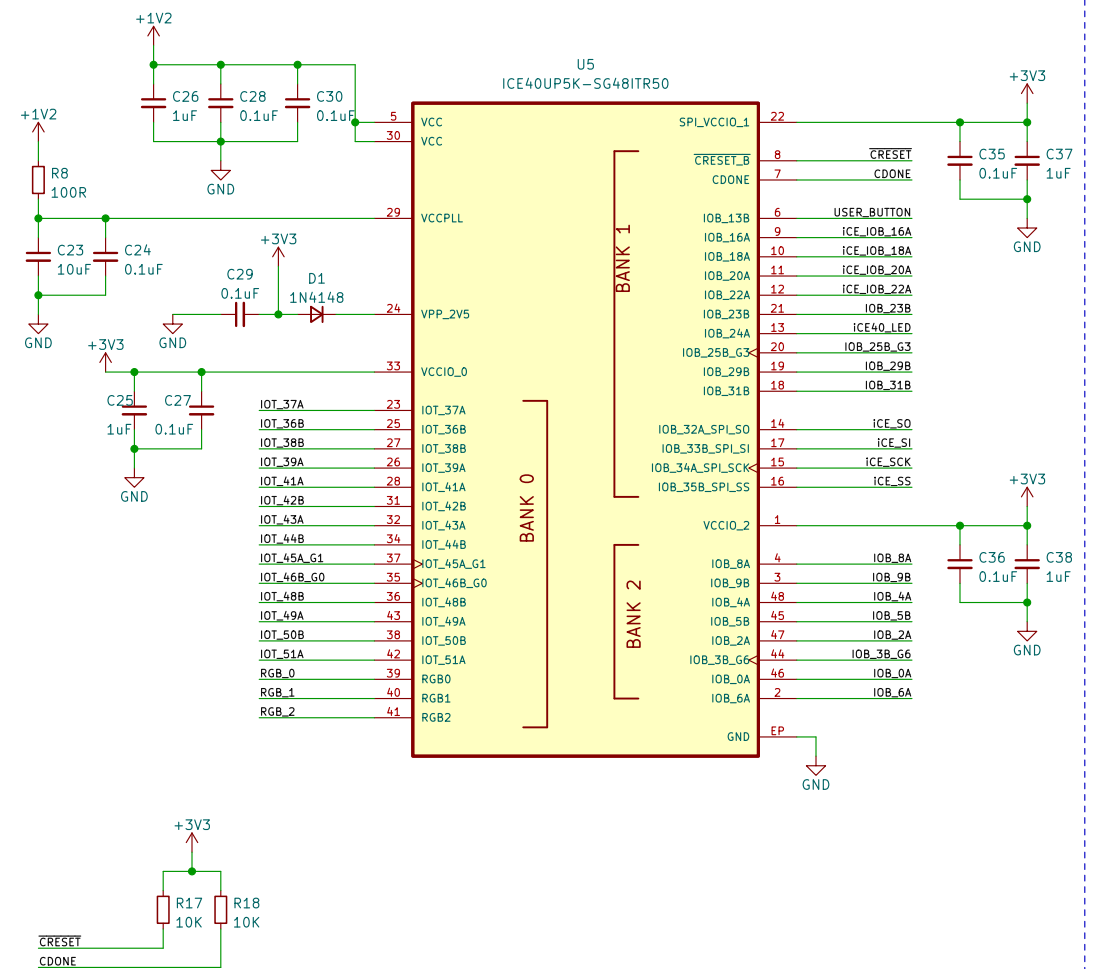 +1V2
C26
1uF
C28
0.1uF
C30
0.1uF
+1V2
R8
100R
GND
C23
10uF
C24
0.1uF
GND
+3V3
C29
0.1uF
D1
1N4148
GND
+3V3
C25
1uF
C27
0.1uF
GND
U5
ICE40UP5K-SG48ITR50
5 VCC
30 VCC
29 VCCPLL
24 VPP_2V5
33 VCCIO_0
IOT_37A 23 IOT_37A
IOT_36B 25 IOT_36B
IOT_38B 27 IOT_38B
IOT_39A 26 IOT_39A
IOT_41A 28 IOT_41A
IOT_42B 31 IOT_42B
IOT_43A 32 IOT_43A
IOT_44B 34 IOT_44B
IOT_45A_G1 37 IOT_45A_G1
IOT_46B_G0 35 IOT_46B_G0
IOT_48B 36 IOT_48B
IOT_49A 43 IOT_49A
IOT_50B 38 IOT_50B
IOT_51A 42 IOT_51A
RGB_0 39 RGB0
RGB_1 40 RGB1
RGB_2 41 RGB2
BANK 0
BANK 1
BANK 2
SPI_VCCIO_1 22
CRESET_B 8 CRESET
CDONE 7 CDONE
IOB_13B 6 USER_BUTTON
IOB_16A 9 iCE_IOB_16A
IOB_18A 10 iCE_IOB_18A
IOB_20A 11 iCE_IOB_20A
IOB_22A 12 iCE_IOB_22A
IOB_23B 21 IOB_23B
IOB_24A 13 iCE40_LED
IOB_25B_G3 20 IOB_25B_G3
IOB_29B 19 IOB_29B
IOB_31B 18 IOB_31B
IOB_32A_SPI_SO 14 iCE_SO
IOB_33B_SPI_SI 17 iCE_SI
IOB_34A_SPI_SCK 15 iCE_SCK
IOB_35B_SPI_SS 16 iCE_SS
VCCIO_2 1
IOB_8A 4 IOB_8A
IOB_9B 3 IOB_9B
IOB_4A 48 IOB_4A
IOB_5B 45 IOB_5B
IOB_2A 47 IOB_2A
IOB_3B_G6 44 IOB_3B_G6
IOB_0A 46 IOB_0A
IOB_6A 2 IOB_6A
GND EP
GND
+3V3
C35
0.1uF
C37
1uF
GND
+3V3
C36
0.1uF
C38
1uF
GND
+3V3
R17
10K
R18
10K
CRESET
CDONE